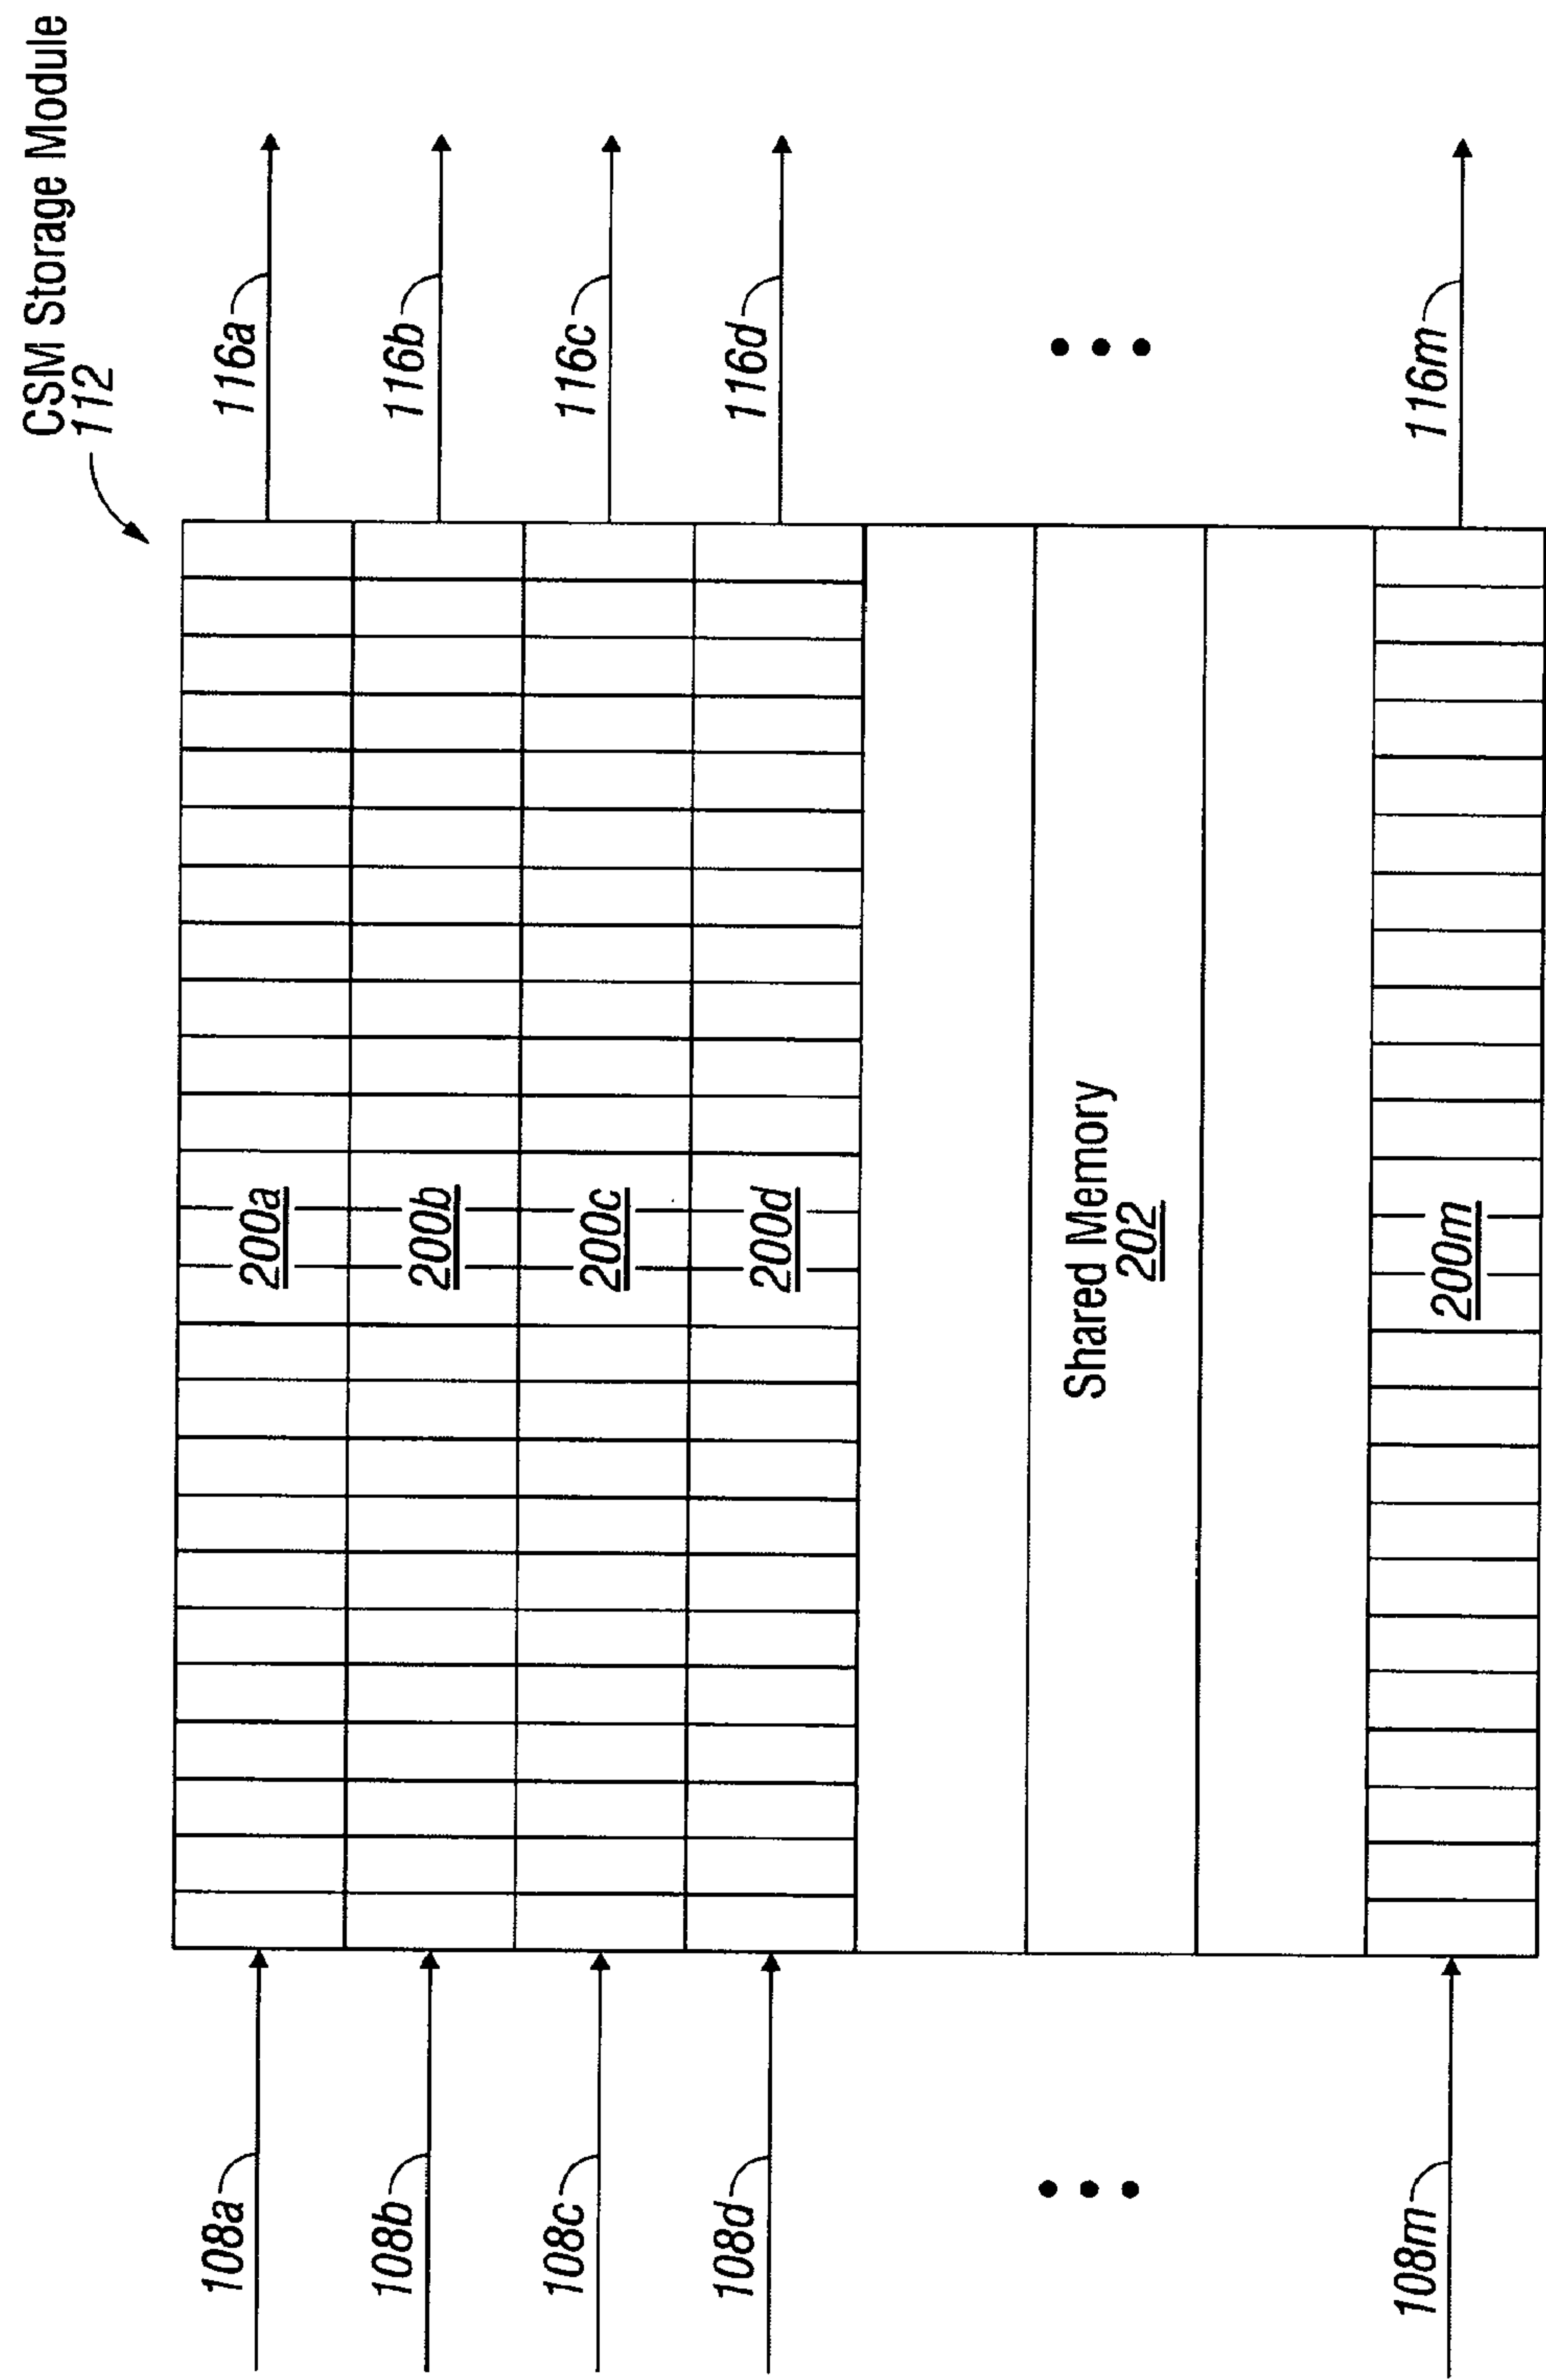 CSM Storage Module
112
108a
200a
116a
108b
200b
116b
108c
200c
116c
108d
200d
116d
Shared Memory
202
108m
200m
116m